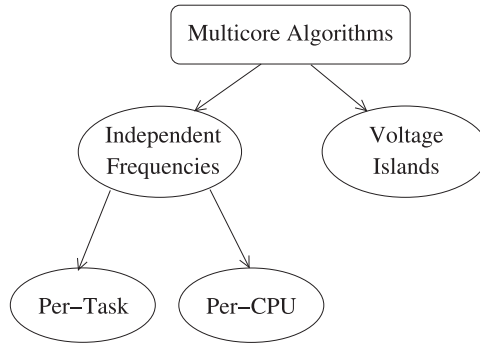 Multicore Algorithms
Independent
Frequencies
Voltage
Islands
Per−Task
Per−CPU